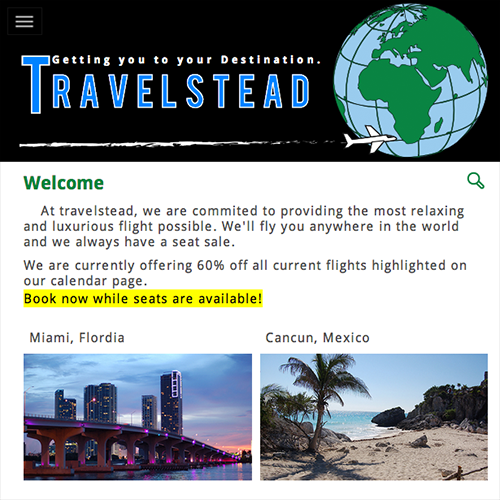 Getting you to your Destination.
TRAVELSTEAD
Welcome
At travelstead, we are commited to providing the most relaxing
and luxurious flight possible. We'll fly you anywhere in the world
and we always have a seat sale.
We are currently offering 60% off all current flights highlighted on
our calendar page.
Book now while seats are available!
Miami, Flordia
Cancun, Mexico